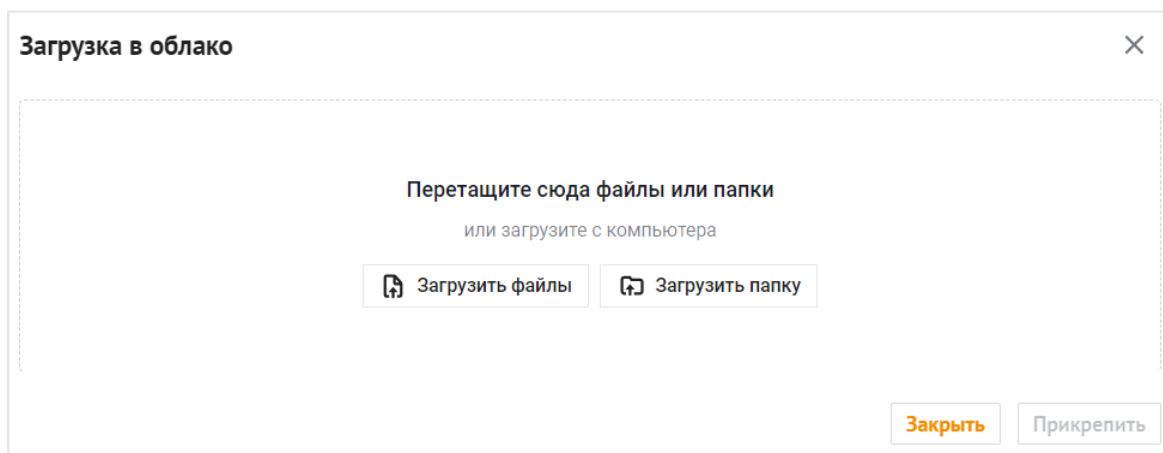 Загрузка в облако
Перетащите сюда файлы или папки
или загрузите с компьютера
Загрузить файлы Загрузить папку
Закрыть Прикрепить